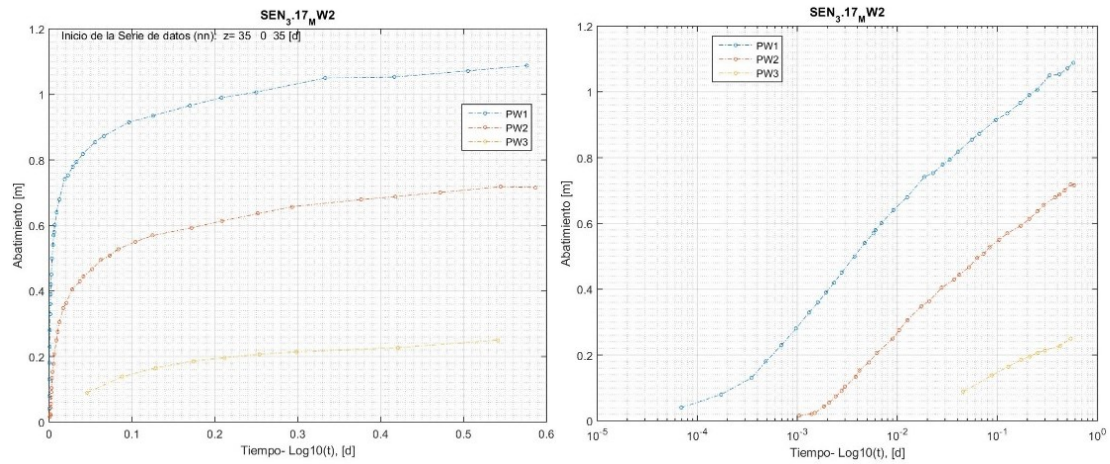 SEN₃.17ₘW2
Inicio de la Serie de datos (nn): z= 35 0 35 [d]
1.2
1
0.8
0.6
0.4
0.2
0
Abatimiento [m]
PW1
PW2
PW3
0 0.1 0.2 0.3 0.4 0.5 0.6
Tiempo- Log10(t), [d]
SEN₃.17ₘW2
1.2
1
0.8
0.6
0.4
0.2
0
Abatimiento [m]
PW1
PW2
PW3
10⁻⁵ 10⁻⁴ 10⁻³ 10⁻² 10⁻¹ 10⁰
Tiempo- Log10(t), [d]